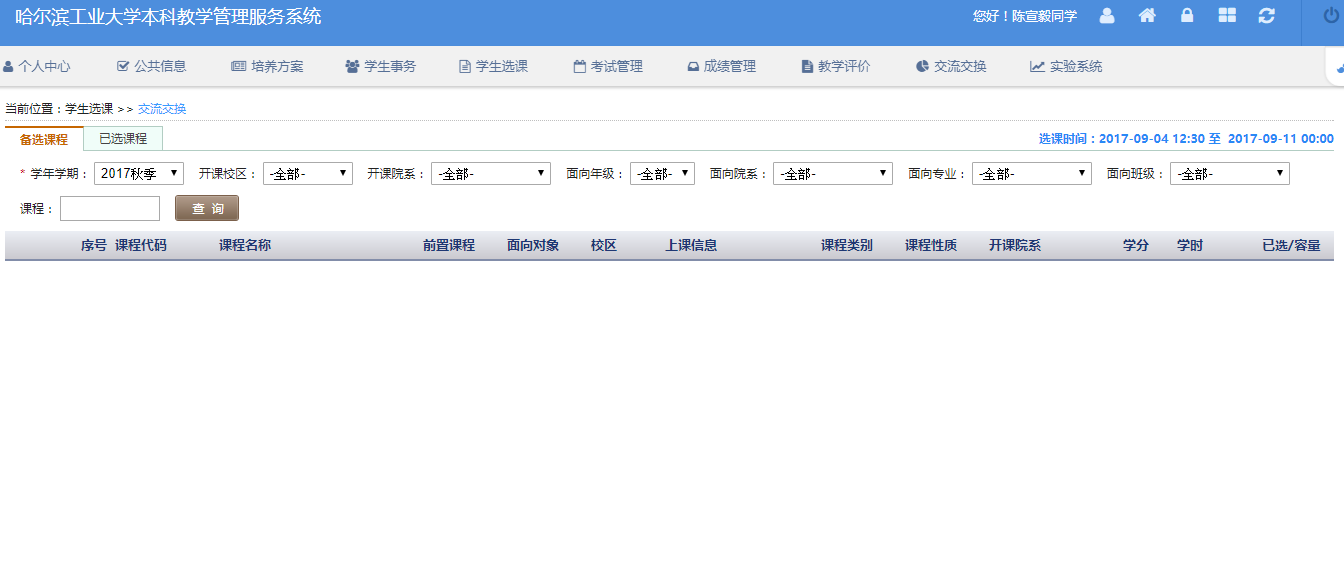 哈尔滨工业大学本科教学管理服务系统 您好！陈宣毅同学
个人中心 公共信息 培养方案 学生事务 学生选课 考试管理 成绩管理 教学评价 交流交换 实验系统
当前位置：学生选课 >> 交流交换
备选课程 已选课程 选课时间：2017-09-04 12:30 至 2017-09-11 00:00
* 学年学期： 2017秋季 开课校区： -全部- 开课院系： -全部- 面向年级： -全部- 面向院系： -全部- 面向专业： -全部- 面向班级： -全部-
课程： 查 询
序号 课程代码 课程名称 前置课程 面向对象 校区 上课信息 课程类别 课程性质 开课院系 学分 学时 已选/容量